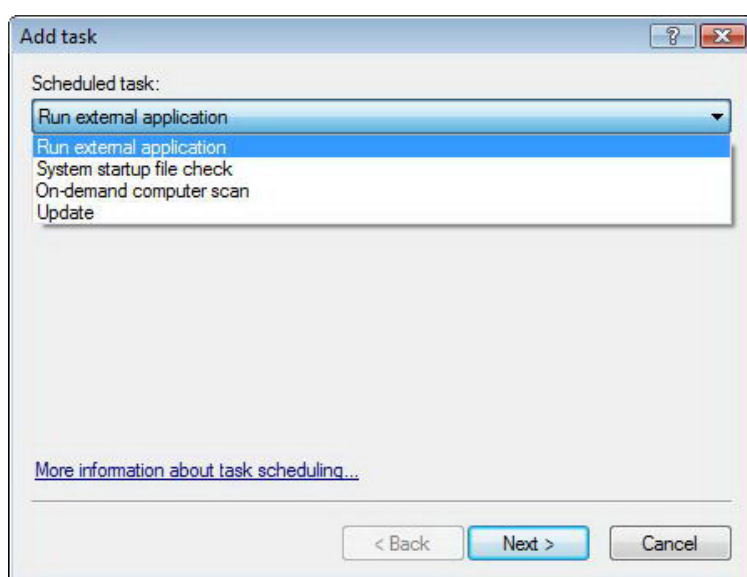 Add task
Scheduled task:
Run external application
Run external application
System startup file check
On-demand computer scan
Update
More information about task scheduling...
< Back Next > Cancel